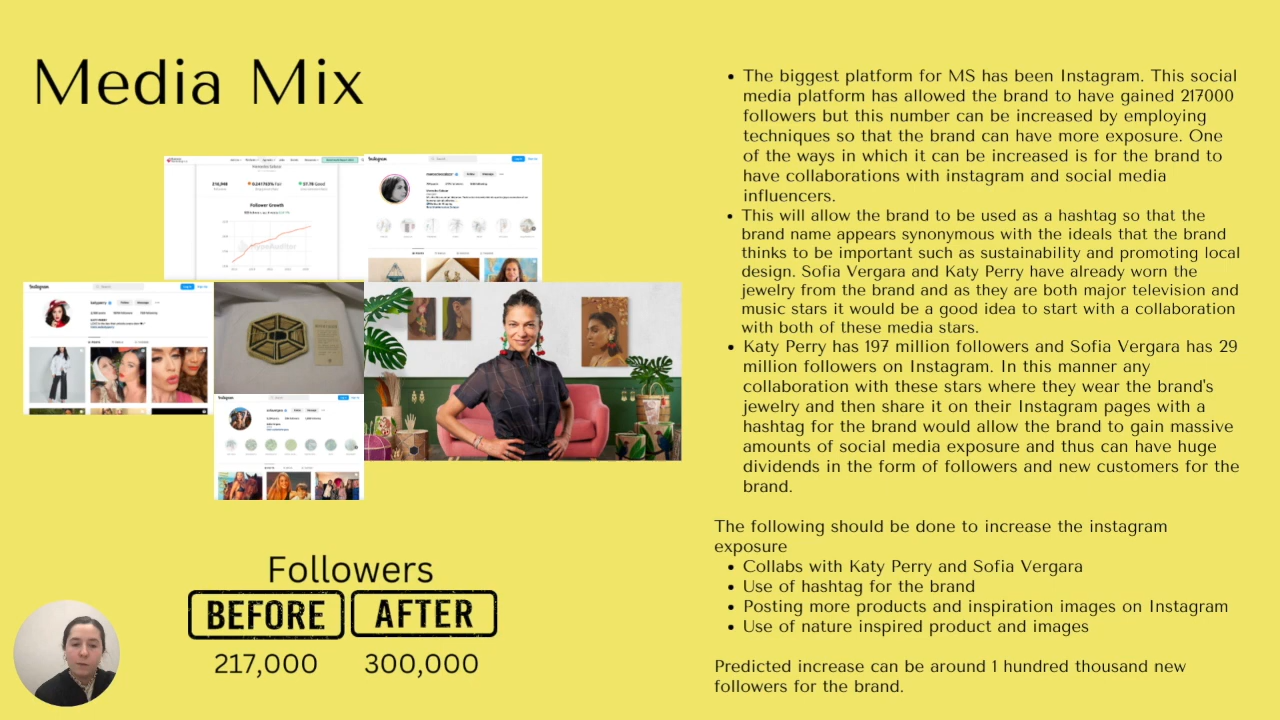 Media Mix
Follower Growth
Instagram
Instagram
KATY PERRY
Followers
BEFORE AFTER
217,000 300,000
The biggest platform for MS has been Instagram. This social
media platform has allowed the brand to have gained 217000
followers but this number can be increased by employing
techniques so that the brand can have more exposure. One
of the ways in which it can be increased is for the brand to
have collaborations with instagram and social media
influencers.
This will allow the brand to be used as a hashtag so that the
brand name appears synonymous with the ideals that the brand
thinks to be important such as sustainability and promoting local
design. Sofia Vergara and Katy Perry have already worn the
jewelry from the brand and as they are both major television and
music stars it would be a good idea to start with a collaboration
with both of these media stars.
Katy Perry has 197 million followers and Sofia Vergara has 29
million followers on Instagram. In this manner any
collaboration with these stars where they wear the brand's
jewelry and then share it on their Instagram pages with a
hashtag for the brand would allow the brand to gain massive
amounts of social media exposure and thus can have huge
dividends in the form of followers and new customers for the
brand.
The following should be done to increase the instagram
exposure
Collabs with Katy Perry and Sofia Vergara
Use of hashtag for the brand
Posting more products and inspiration images on Instagram
Use of nature inspired product and images
Predicted increase can be around 1 hundred thousand new
followers for the brand.